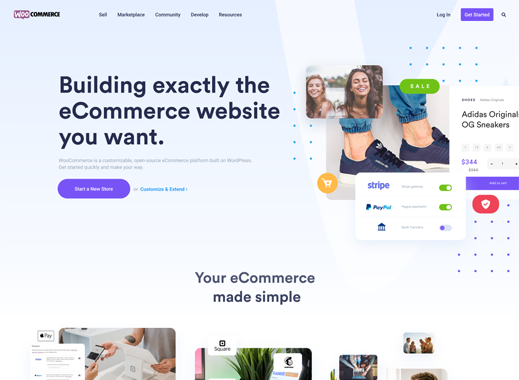 WOO COMMERCE
Sell Marketplace Community Develop Resources
Log In Get Started
Building exactly the
eCommerce website
you want.
WooCommerce is a customizable, open-source eCommerce platform built on WordPress.
Get started quickly and make your way.
Start a New Store
or Customize & Extend ›
SALE
SHOES Adidas Originals
Adidas Originals
OG Sneakers
$344
Add to cart
stripe
PayPal
Bank Transfers
Your eCommerce
made simple
Pay
Square